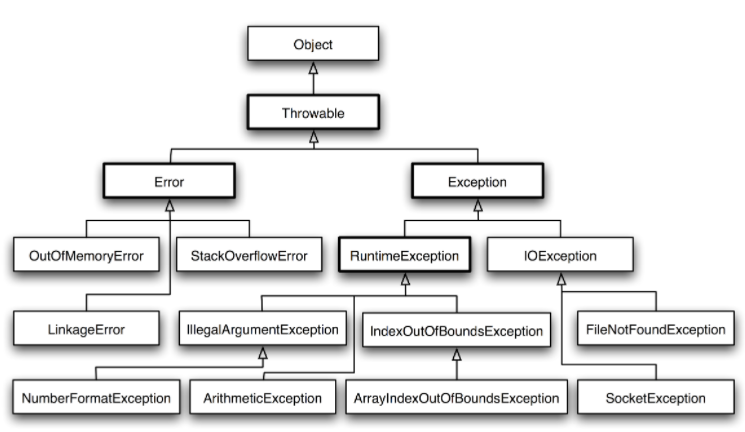 Object
Throwable
Error
Exception
OutOfMemoryError
StackOverflowError
RuntimeException
IOException
LinkageError
IllegalArgumentException
IndexOutOfBoundsException
FileNotFoundException
NumberFormatException
ArithmeticException
ArrayIndexOutOfBoundsException
SocketException